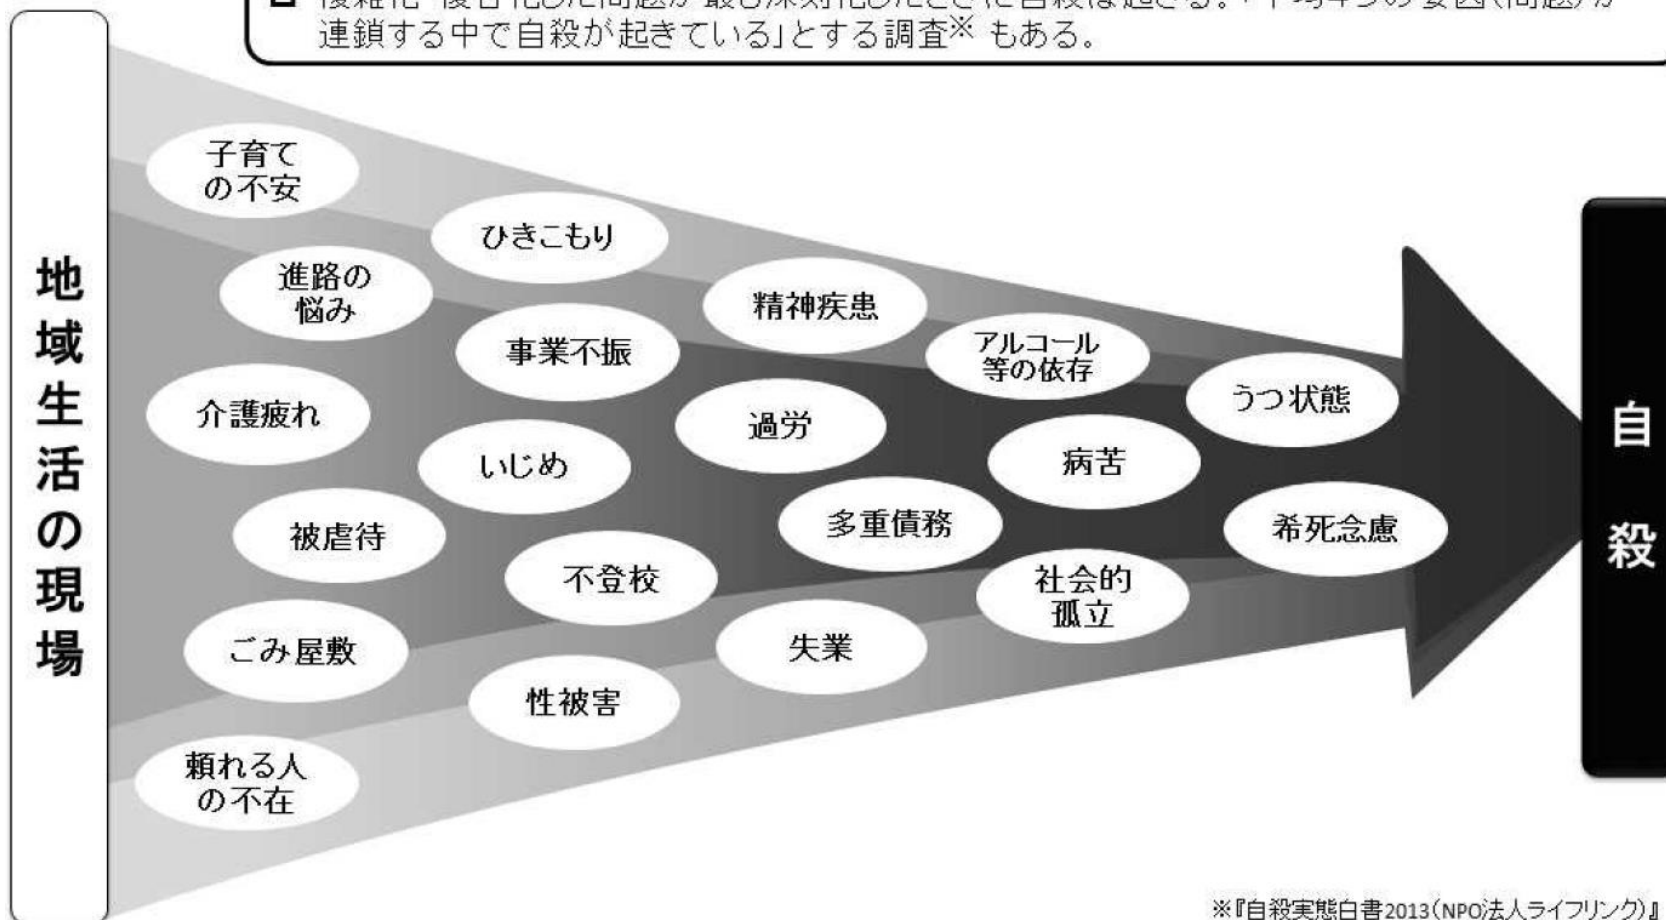 連鎖する中で自殺が起きている」とする調査※ もある。
地域生活の現場
子育て
の不安
ひきこもり
進路の
悩み
精神疾患
事業不振
アルコール
等の依存
うつ状態
介護疲れ
過労
いじめ
病苦
多重債務
被虐待
希死念慮
不登校
社会的
孤立
ごみ屋敷
失業
性被害
頼れる人
の不在
自殺
※『自殺実態白書2013(NPO法人ライフリンク)』